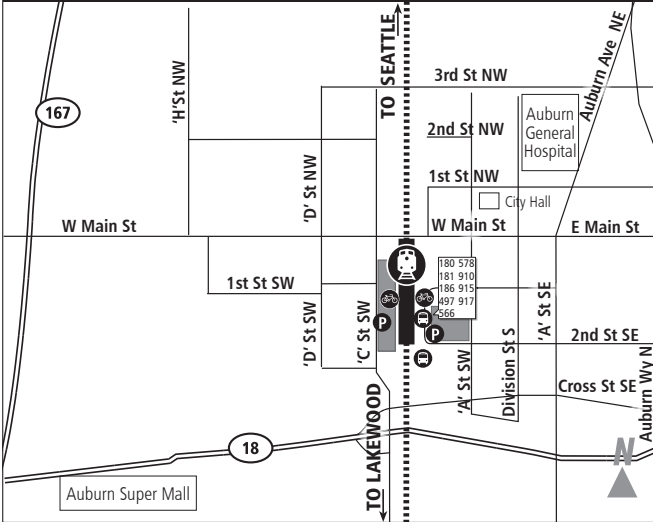 TO SEATTLE
'H'St NW
Auburn Ave NE
3rd St NW
167
Auburn
General
Hospital
2nd St NW
'D' St NW
1st St NW
City Hall
W Main St
W Main St
E Main St
180 578
181 910
186 915
497 917
566
1st St SW
'D' St SW
'C' St SW
P
P
'A' St SE
2nd St SE
'A' St SW
Division St S
Cross St SE
Auburn Wy N
TO LAKEWOOD
18
N
Auburn Super Mall